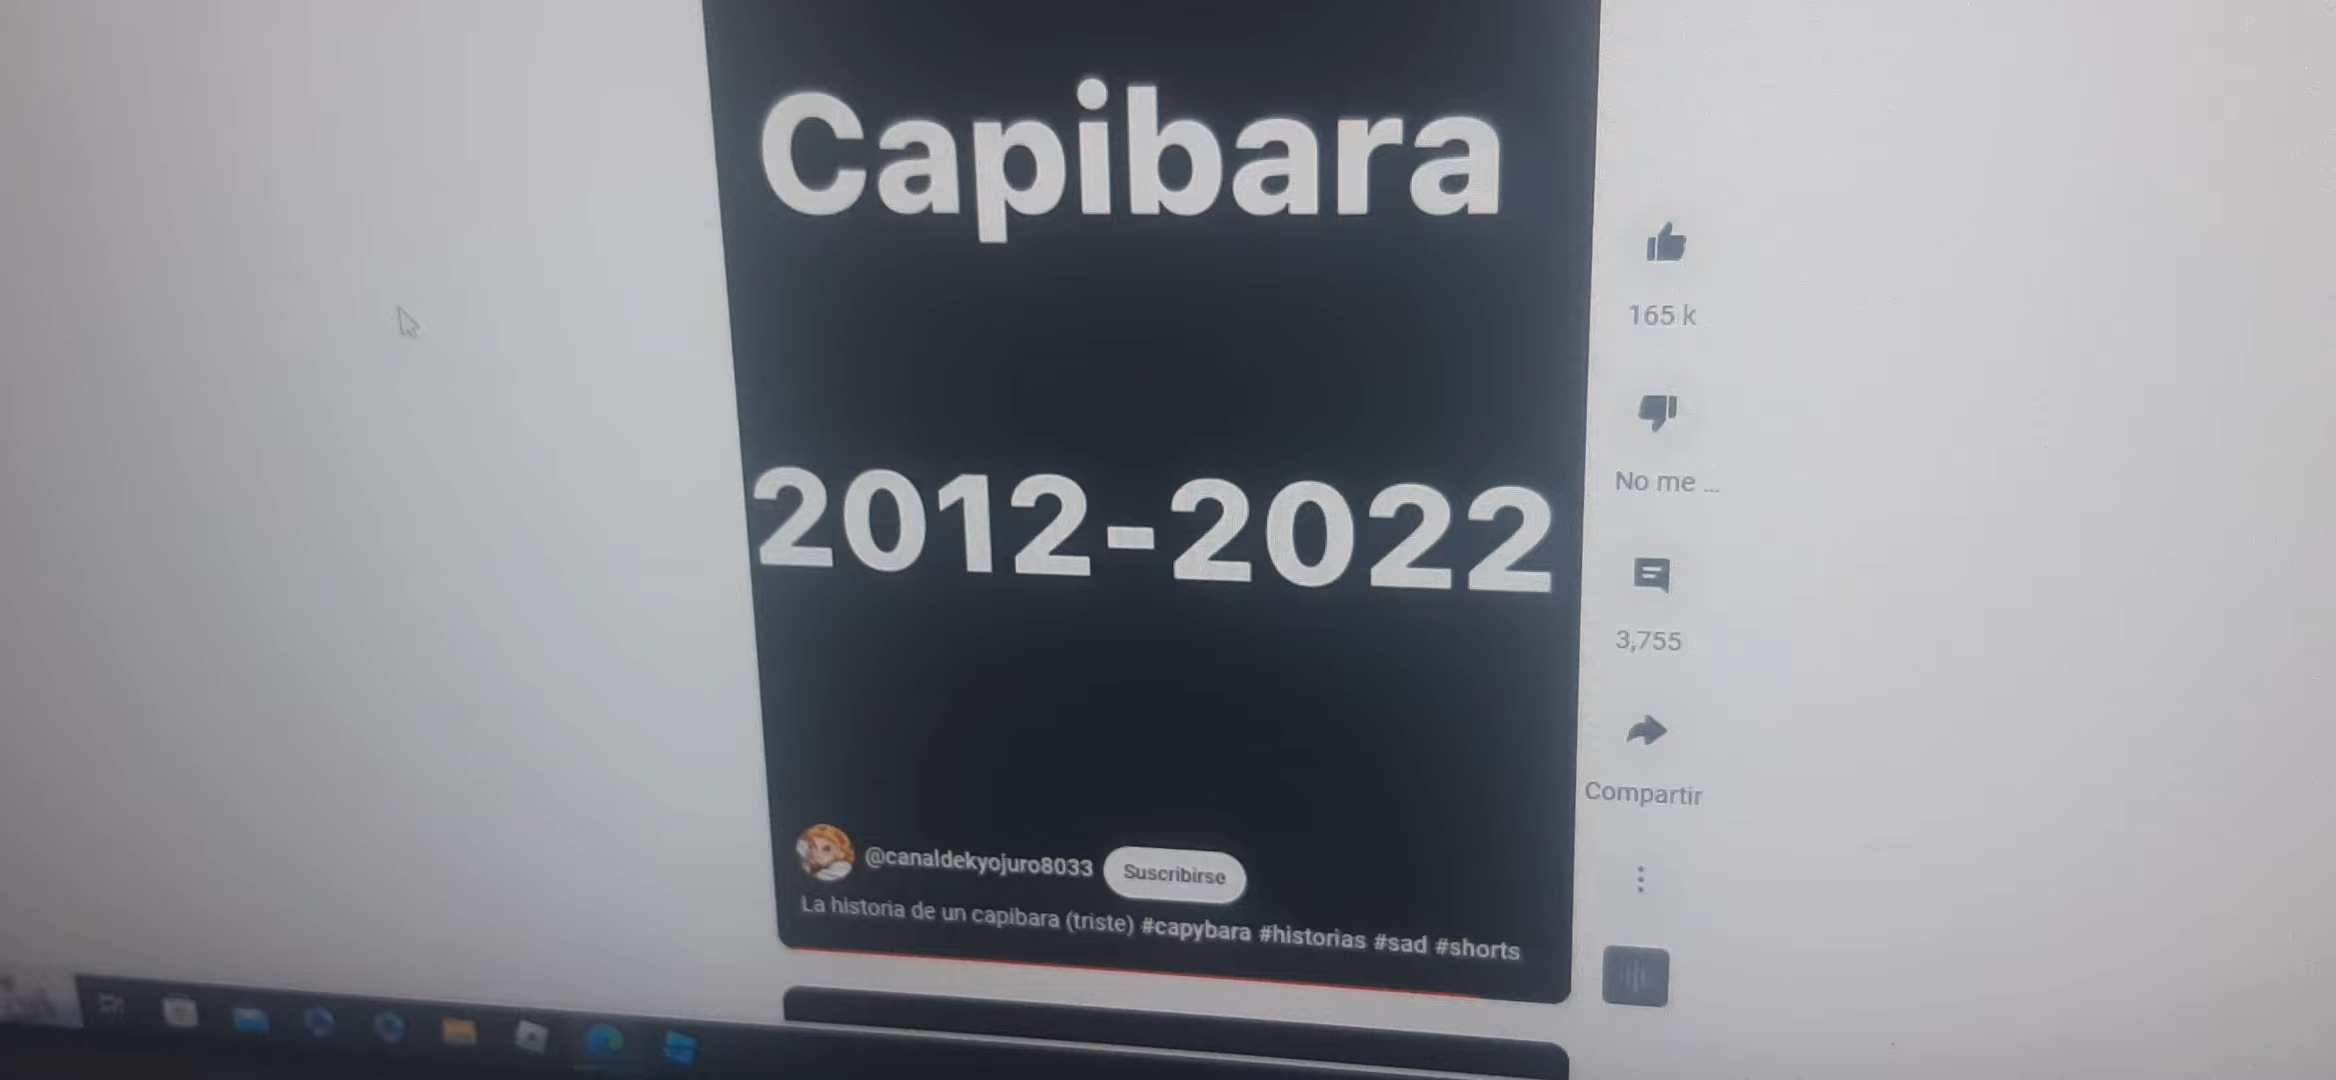 Capibara
2012-2022
@canaldekyojuro8033
Suscribirse
La historia de un capibara (triste) #capybara #historias #sad #shorts
165 k
No me ...
3,755
Compartir